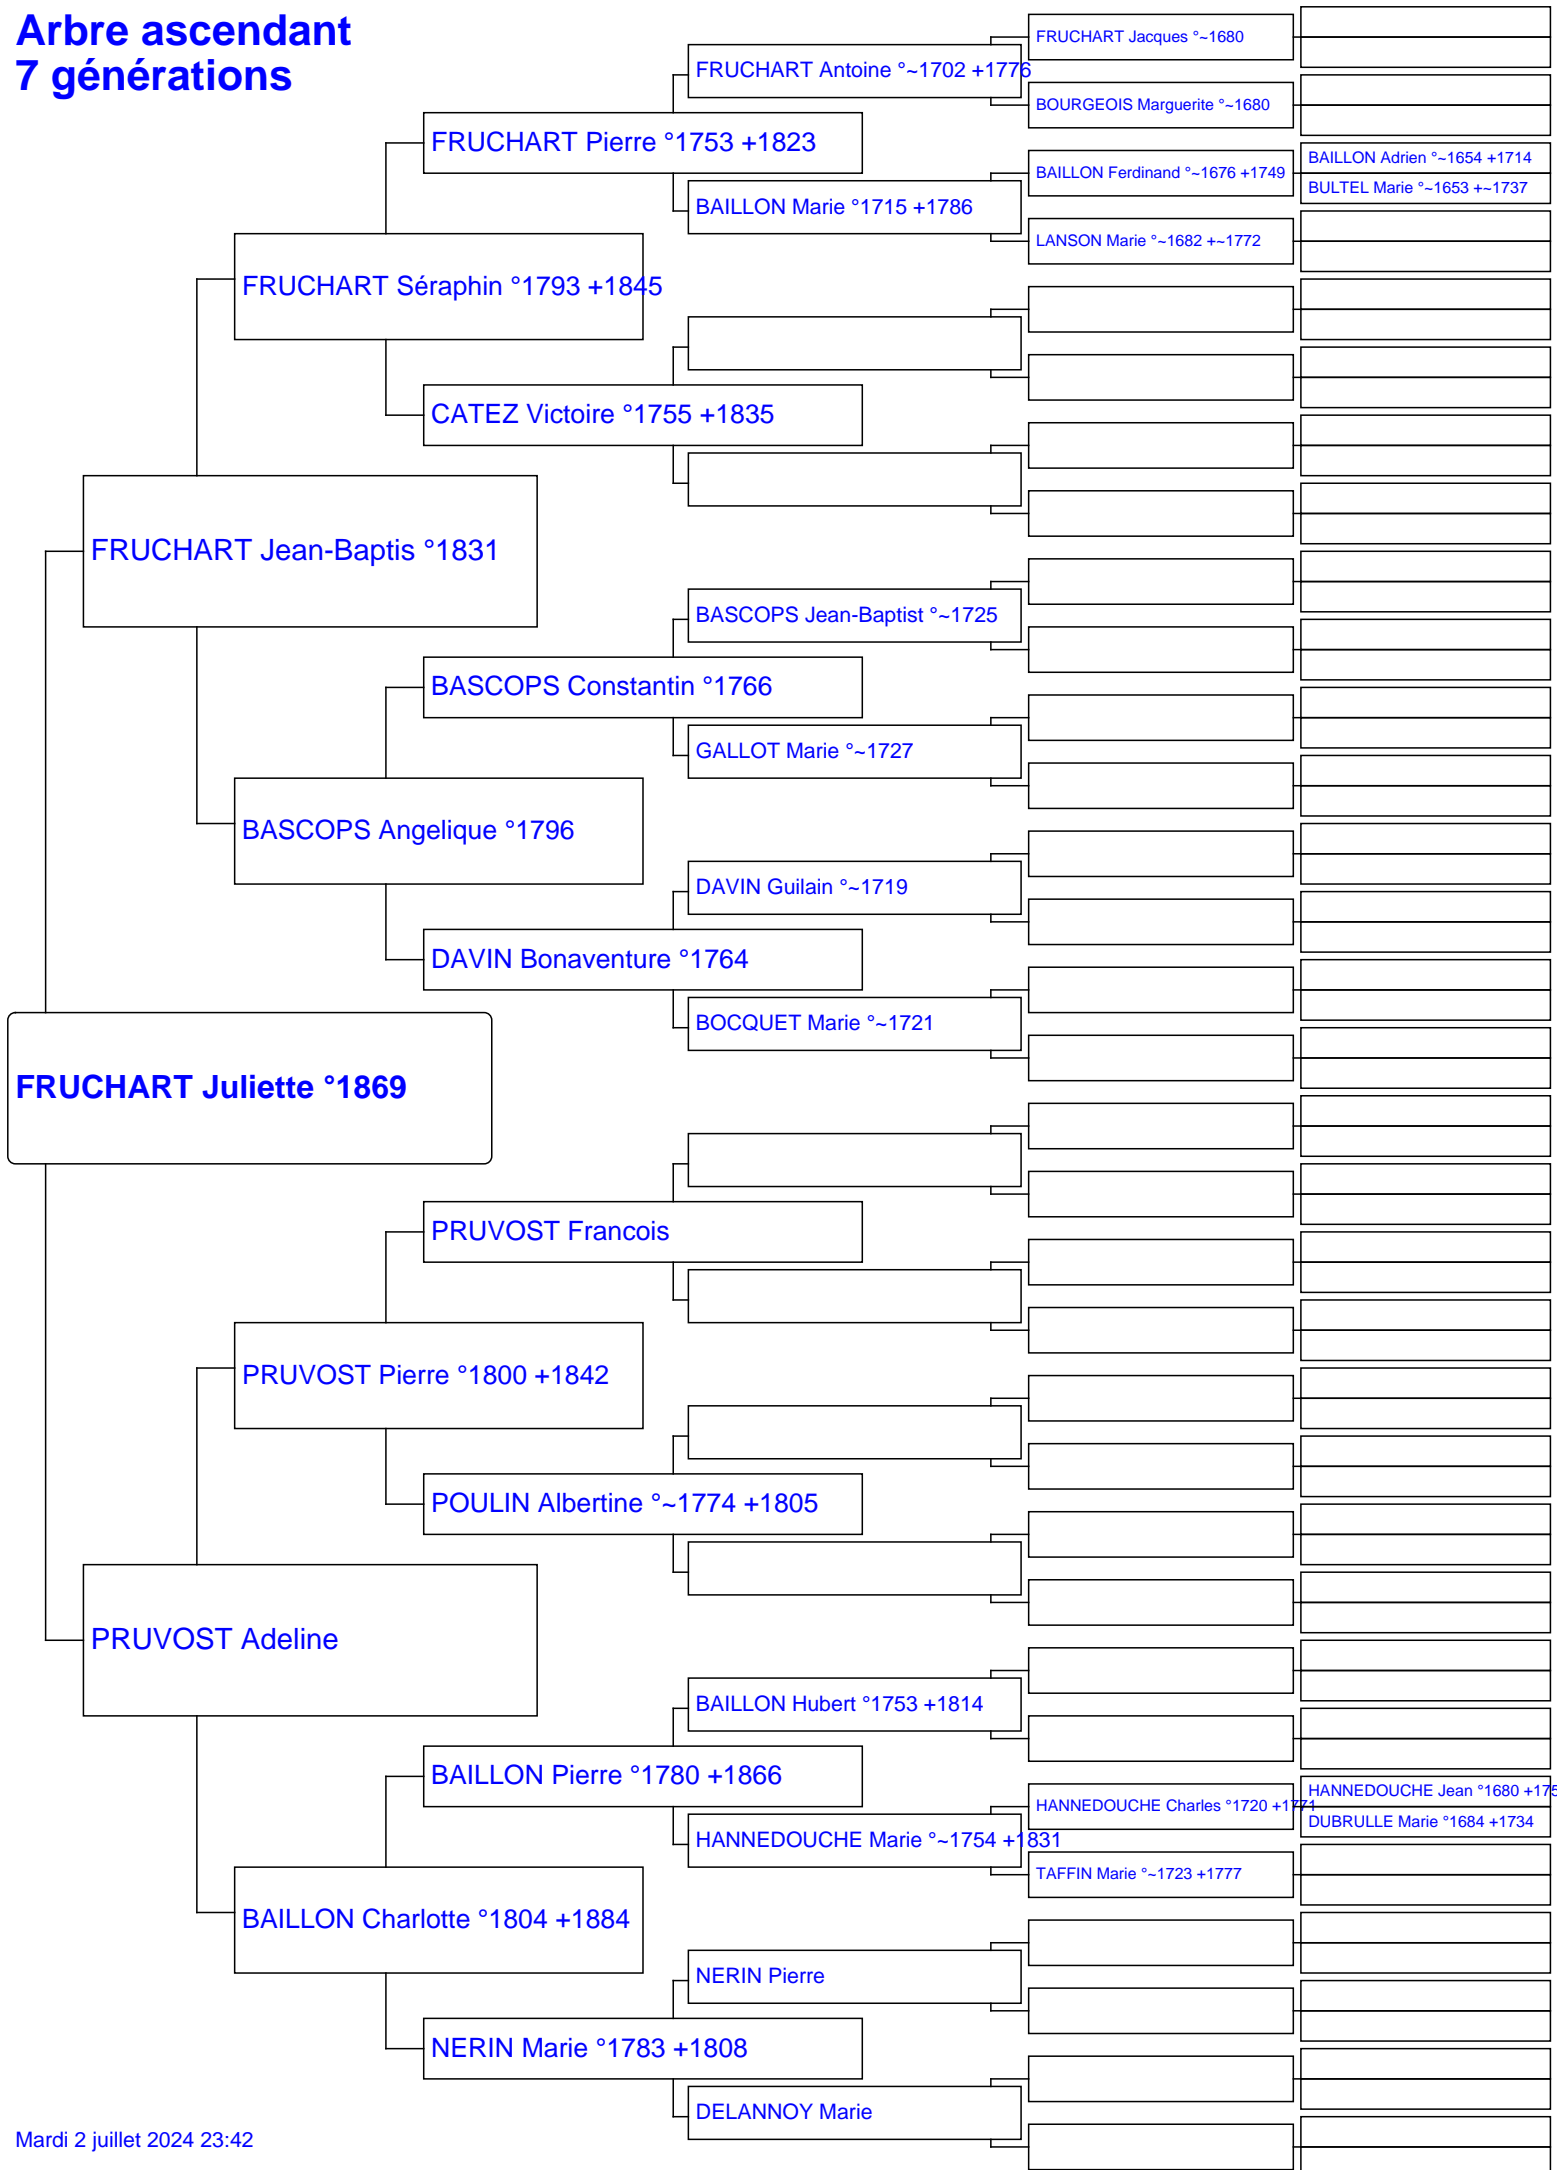 Arbre ascendant
7 générations
FRUCHART Jacques °~1680
FRUCHART Antoine °~1702 +1776
BOURGEOIS Marguerite °~1680
FRUCHART Pierre °1753 +1823
BAILLON Adrien °~1654 +1714
BAILLON Ferdinand °~1676 +1749
BULTEL Marie °~1653 +~1737
BAILLON Marie °1715 +1786
LANSON Marie °~1682 +~1772
FRUCHART Séraphin °1793 +1845
CATEZ Victoire °1755 +1835
FRUCHART Jean-Baptis °1831
BASCOPS Jean-Baptist °~1725
BASCOPS Constantin °1766
GALLOT Marie °~1727
BASCOPS Angelique °1796
DAVIN Guilain °~1719
DAVIN Bonaventure °1764
BOCQUET Marie °~1721
FRUCHART Juliette °1869
PRUVOST Francois
PRUVOST Pierre °1800 +1842
POULIN Albertine °~1774 +1805
PRUVOST Adeline
BAILLON Hubert °1753 +1814
BAILLON Pierre °1780 +1866
HANNEDOUCHE Jean °1680 +175
HANNEDOUCHE Charles °1720 +1771
DUBRULLE Marie °1684 +1734
HANNEDOUCHE Marie °~1754 +1831
TAFFIN Marie °~1723 +1777
BAILLON Charlotte °1804 +1884
NERIN Pierre
NERIN Marie °1783 +1808
DELANNOY Marie
Mardi 2 juillet 2024 23:42